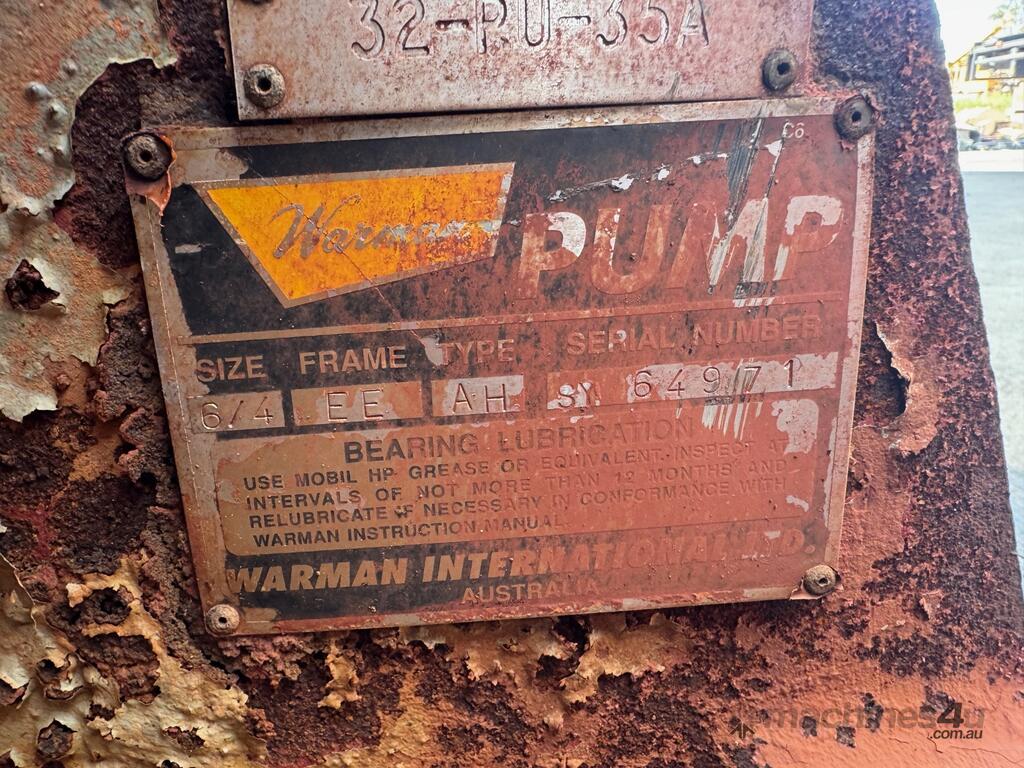 32-PU-35A
C6
Warman PUMP
SIZE FRAME TYPE SERIAL NUMBER
6/4 EE AH 64971
BEARING LUBRICATION
USE MOBIL HP GREASE OR EQUIVALENT. INSPECT AT
INTERVALS OF NOT MORE THAN 12 MONTHS AND
RELUBRICATE IF NECESSARY IN CONFORMANCE WITH
WARMAN INSTRUCTION MANUAL.
WARMAN INTERNATIONAL LTD.
AUSTRALIA
machines4u
.com.au